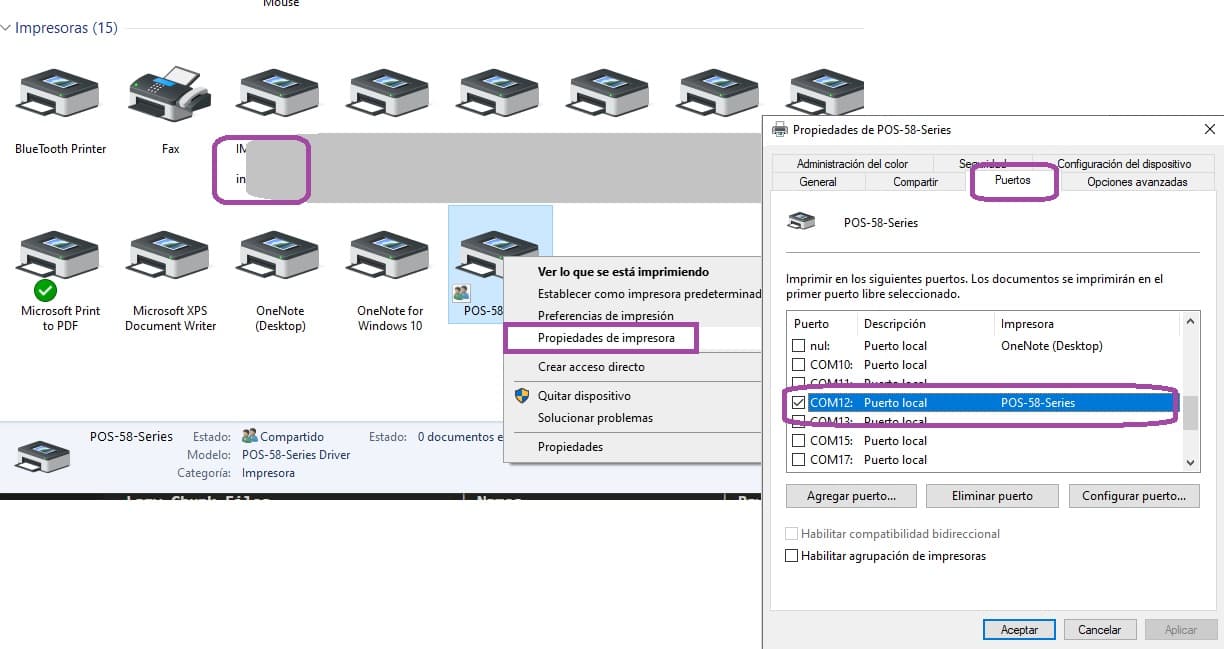 Mouse
Impresoras (15)
BlueTooth Printer
Fax
Microsoft Print
to PDF
Microsoft XPS
Document Writer
OneNote
(Desktop)
OneNote for
Windows 10
POS-58
Ver lo que se está imprimiendo
Establecer como impresora predeterminad
Preferencias de impresión
Propiedades de impresora
Crear acceso directo
Quitar dispositivo
Solucionar problemas
Propiedades
POS-58-Series
Estado: Compartido
Estado: 0 documentos e
Modelo: POS-58-Series Driver
Categoría: Impresora
Propiedades de POS-58-Series
Administración del color
Seguridad
Configuración del dispositivo
General
Compartir
Puertos
Opciones avanzadas
POS-58-Series
Imprimir en los siguientes puertos. Los documentos se imprimirán en el
primer puerto libre seleccionado.
Puerto Descripción Impresora
nul: Puerto local OneNote (Desktop)
COM10: Puerto local
COM11: Puerto local
COM12: Puerto local POS-58-Series
COM13: Puerto local
COM15: Puerto local
COM17: Puerto local
Agregar puerto...
Eliminar puerto
Configurar puerto...
Habilitar compatibilidad bidireccional
Habilitar agrupación de impresoras
Aceptar
Cancelar
Aplicar